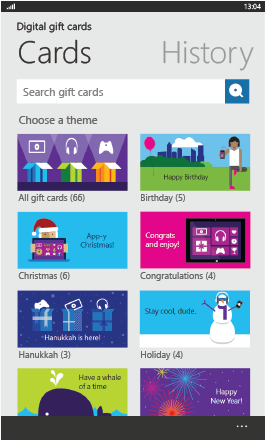 13:04
Digital gift cards
Cards
History
Search gift cards
Choose a theme
Happy Birthday
All gift cards (66)
Birthday (5)
App-y
Christmas!
Congrats
and enjoy!
Christmas (6)
Congratulations (4)
Hanukkah is here!
Stay cool, dude.
Hanukkah (3)
Holiday (4)
Have a whale
of a time
Happy
New Year!
...